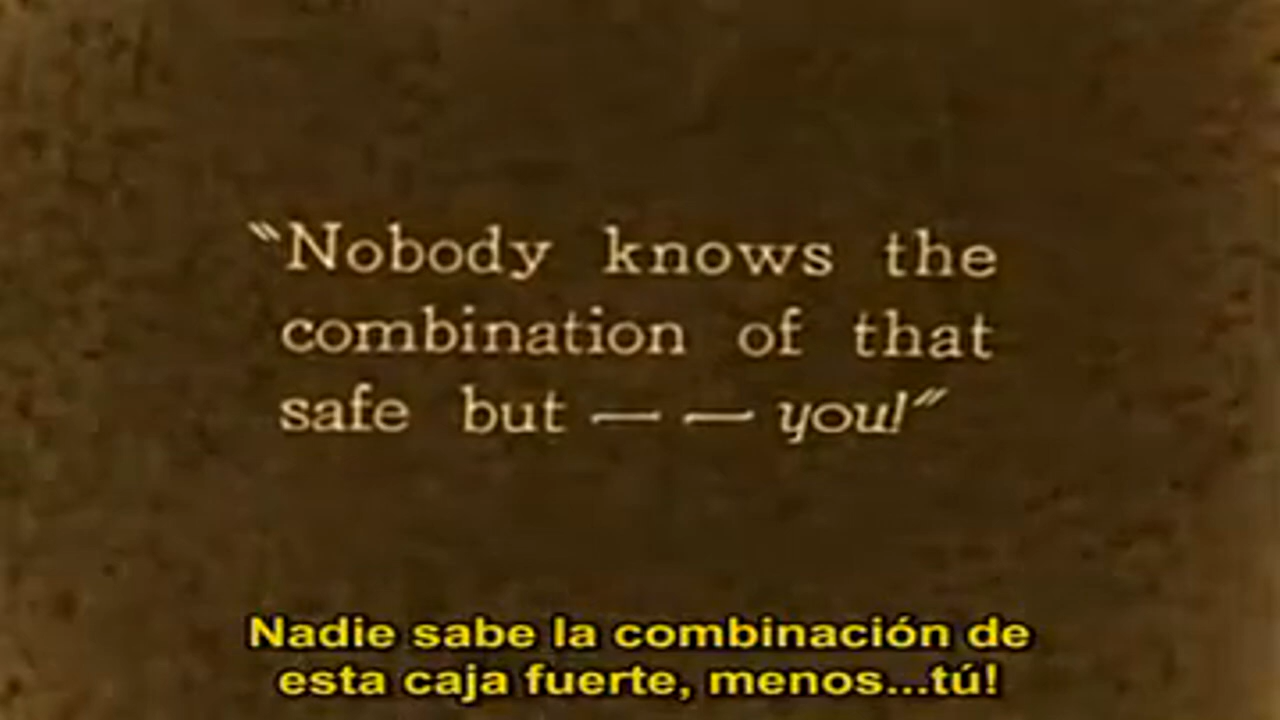 "Nobody knows the
combination of that
safe but — — you!"
Nadie sabe la combinación de
esta caja fuerte, menos...tú!